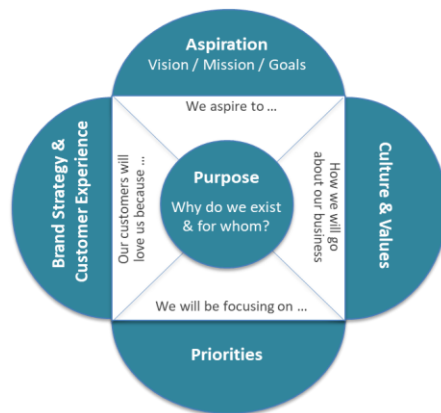 Aspiration
Vision / Mission / Goals
We aspire to ...
Brand Strategy &
Customer Experience
Our customers will
love us because ...
Purpose
Why do we exist
& for whom?
How we will go
about our business
Culture & Values
We will be focusing on ...
Priorities